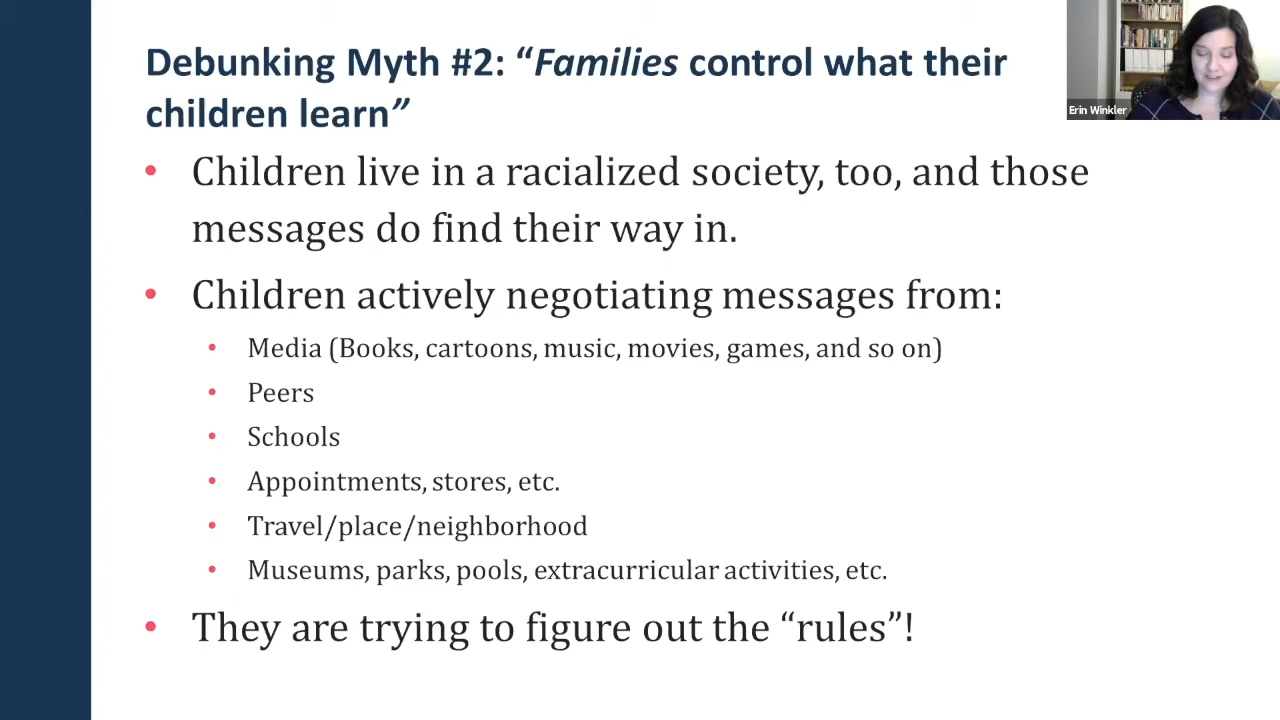 Debunking Myth #2: “Families control what their
children learn”
• Children live in a racialized society, too, and those
messages do find their way in.
• Children actively negotiating messages from:
• Media (Books, cartoons, music, movies, games, and so on)
• Peers
• Schools
• Appointments, stores, etc.
• Travel/place/neighborhood
• Museums, parks, pools, extracurricular activities, etc.
• They are trying to figure out the “rules”!
Erin Winkler